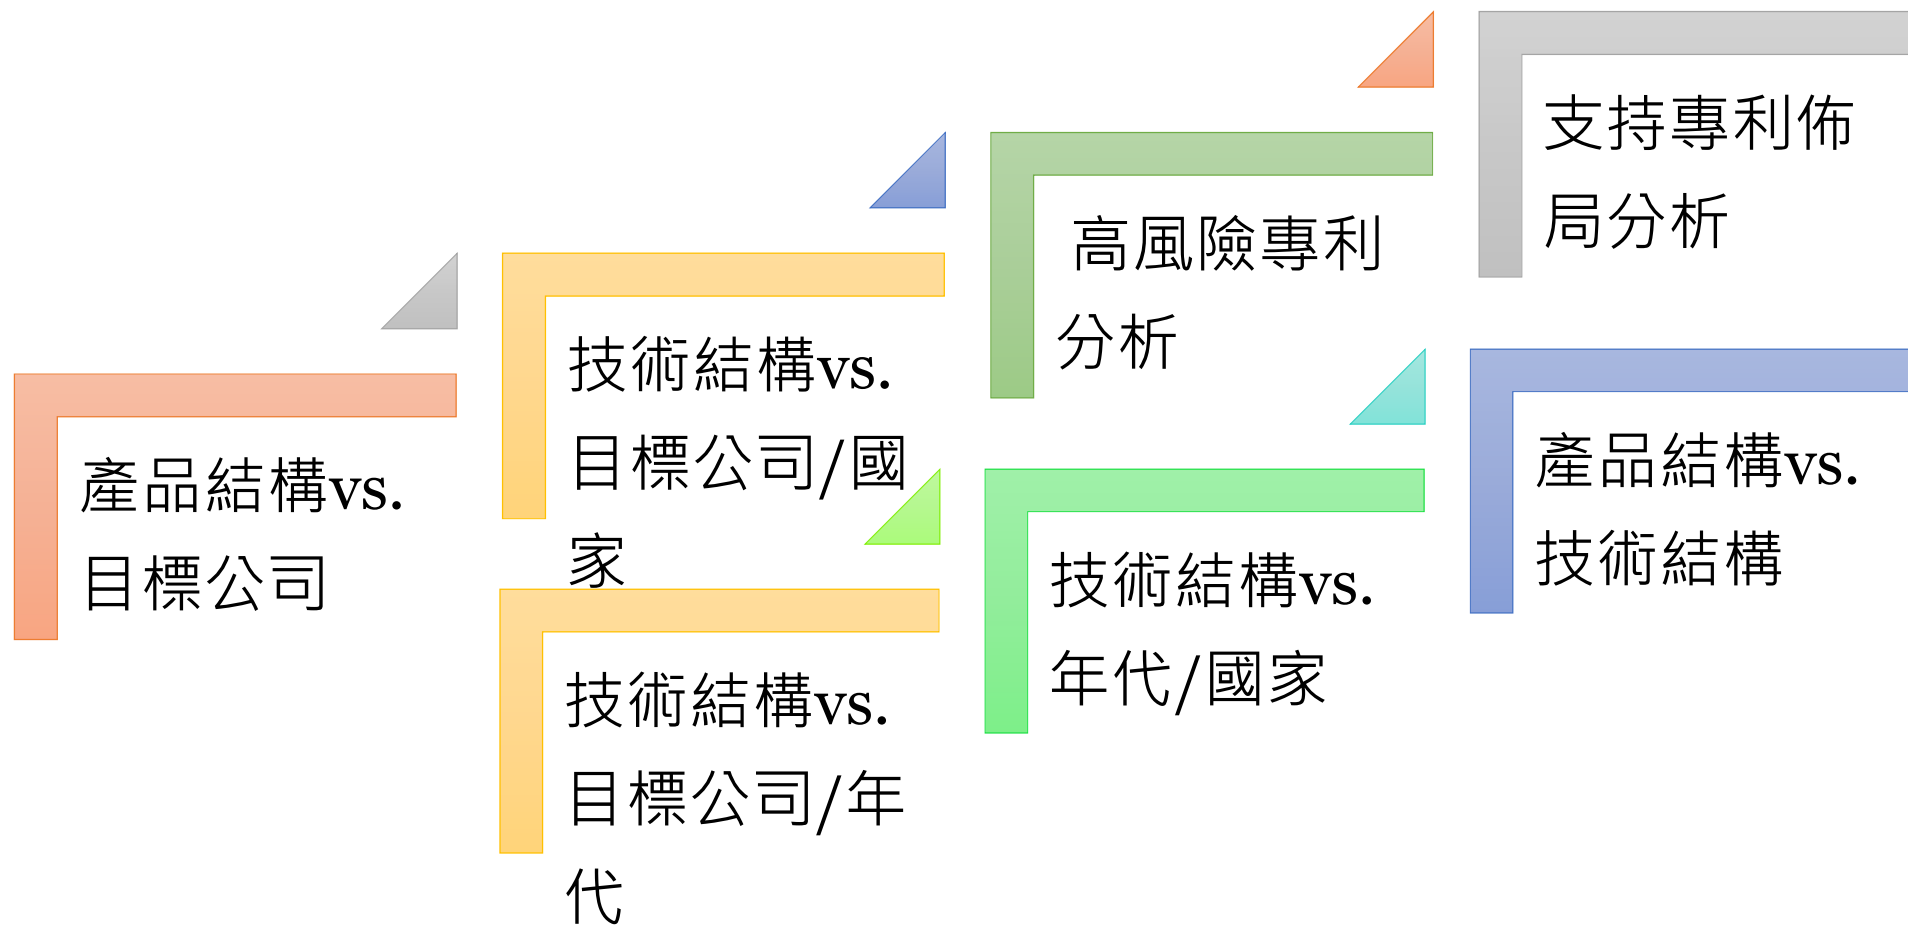 產品結構vs.
目標公司
技術結構vs.
目標公司/國
家
高風險專利
分析
支持專利佈
局分析
技術結構vs.
目標公司/年
代
技術結構vs.
年代/國家
產品結構vs.
技術結構